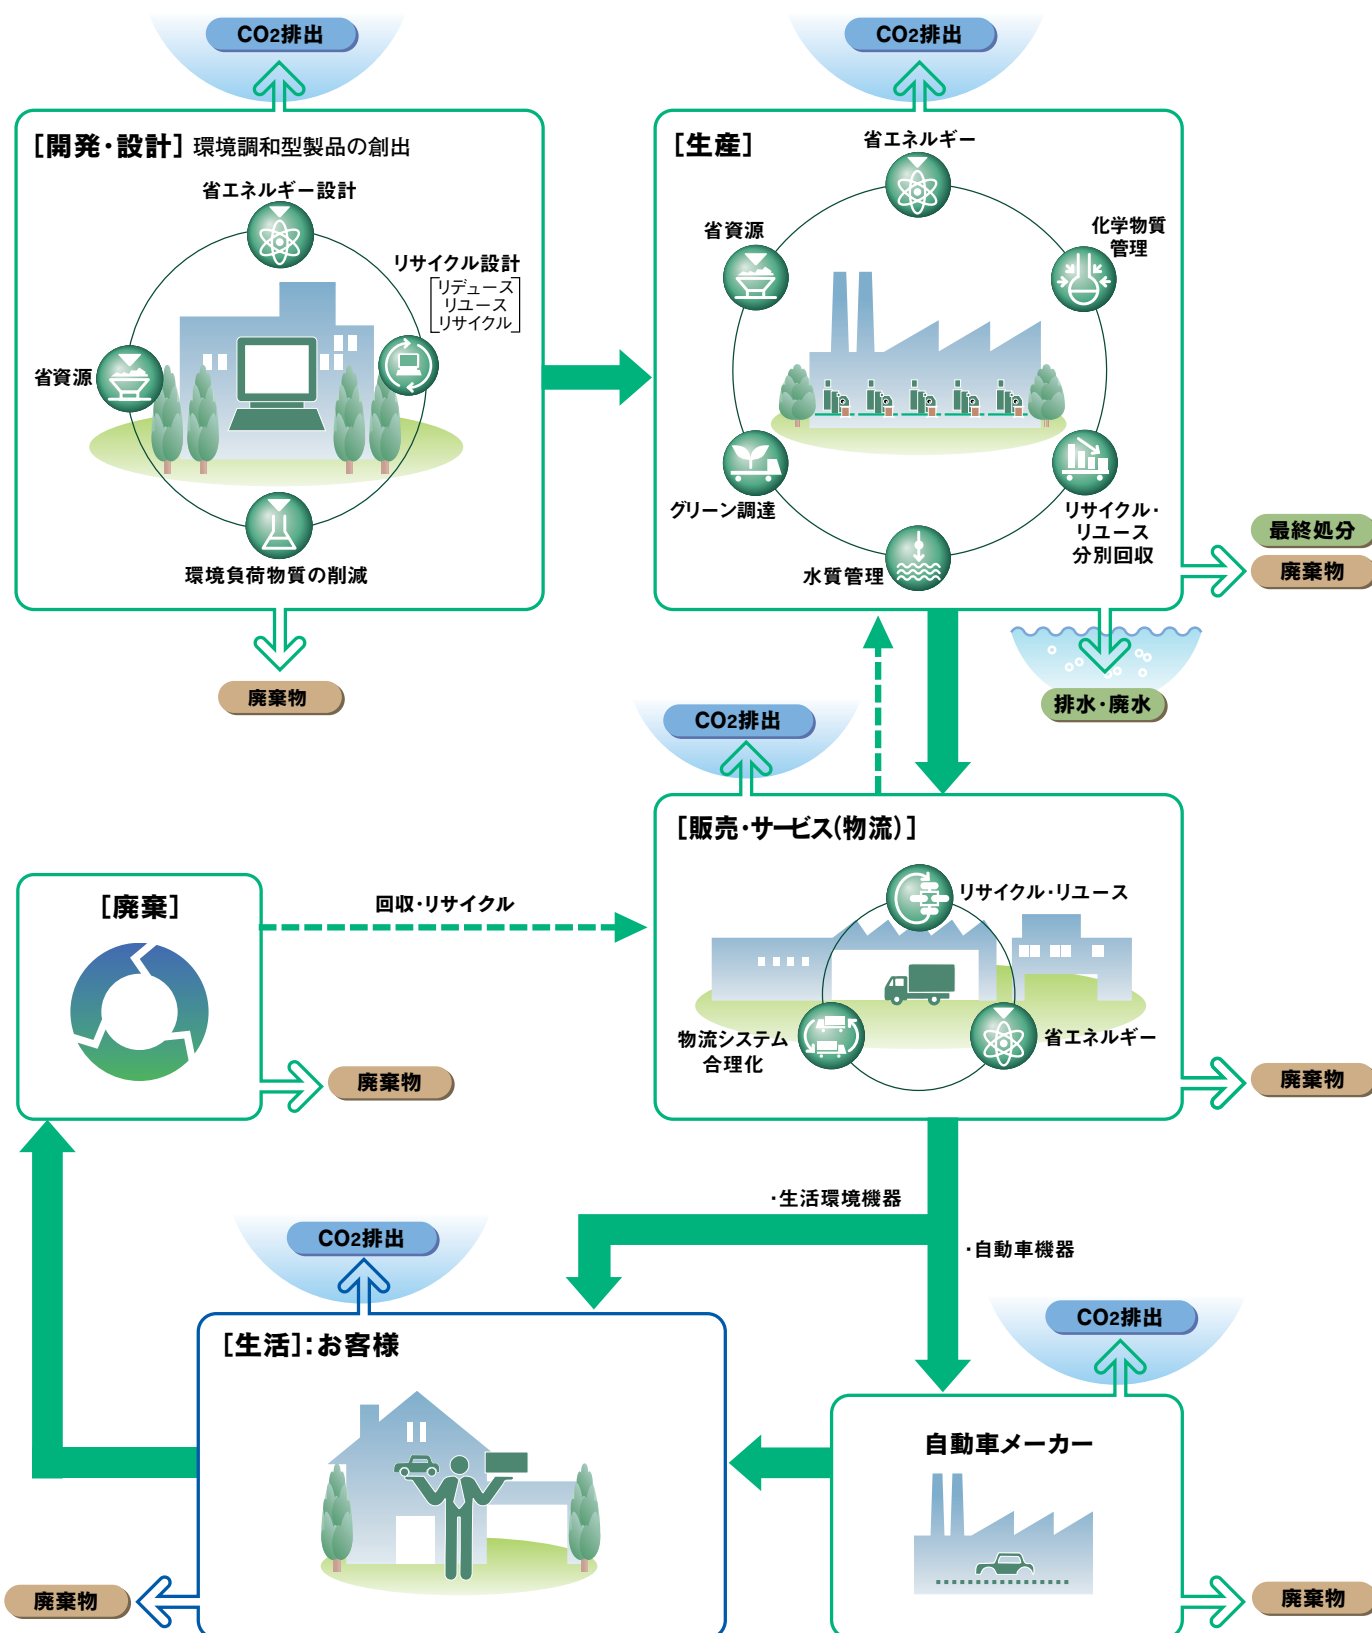 CO2排出
CO2排出
[開発・設計] 環境調和型製品の創出
省エネルギー設計
リサイクル設計
リデュース
リユース
リサイクル
省資源
環境負荷物質の削減
廃棄物
[生産]
省エネルギー
省資源
化学物質
管理
グリーン調達
リサイクル・
リユース
分別回収
水質管理
最終処分
廃棄物
排水・廃水
CO2排出
[販売・サービス(物流)]
リサイクル・リユース
物流システム
合理化
省エネルギー
廃棄物
[廃棄]
回収・リサイクル
廃棄物
・生活環境機器
・自動車機器
CO2排出
[生活]:お客様
廃棄物
CO2排出
自動車メーカー
廃棄物